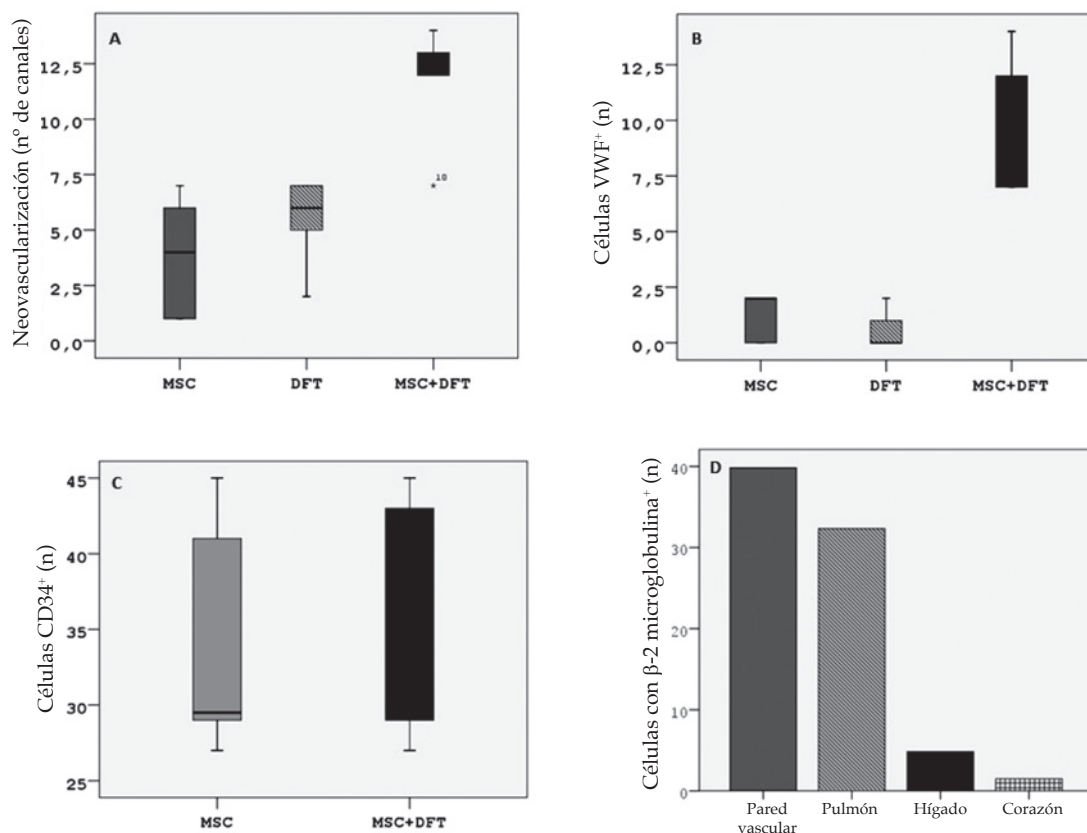 Neovascularización (nº de canales)
A
12,5
10,0
7,5
5,0
2,5
0,0
10
MSC
DFT
MSC+DFT
Células VWF⁺ (n)
B
12,5
10,0
7,5
5,0
2,5
0,0
MSC
DFT
MSC+DFT
Células CD34⁺ (n)
C
45
40
35
30
25
MSC
MSC+DFT
Células con β-2 microglobulina⁺ (n)
D
40
30
20
10
0
Pared
vascular
Pulmón
Hígado
Corazón